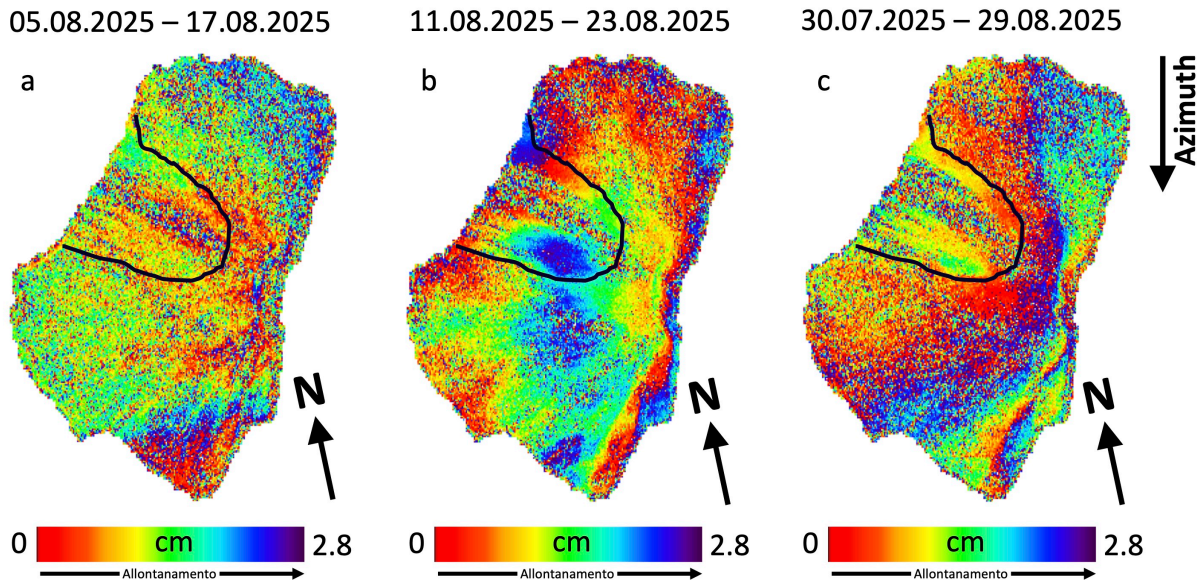 05.08.2025 – 17.08.2025
11.08.2025 – 23.08.2025
30.07.2025 – 29.08.2025
a
b
c
Azimuth
N
N
N
0 cm 2.8
0 cm 2.8
0 cm 2.8
Allontanamento
Allontanamento
Allontanamento